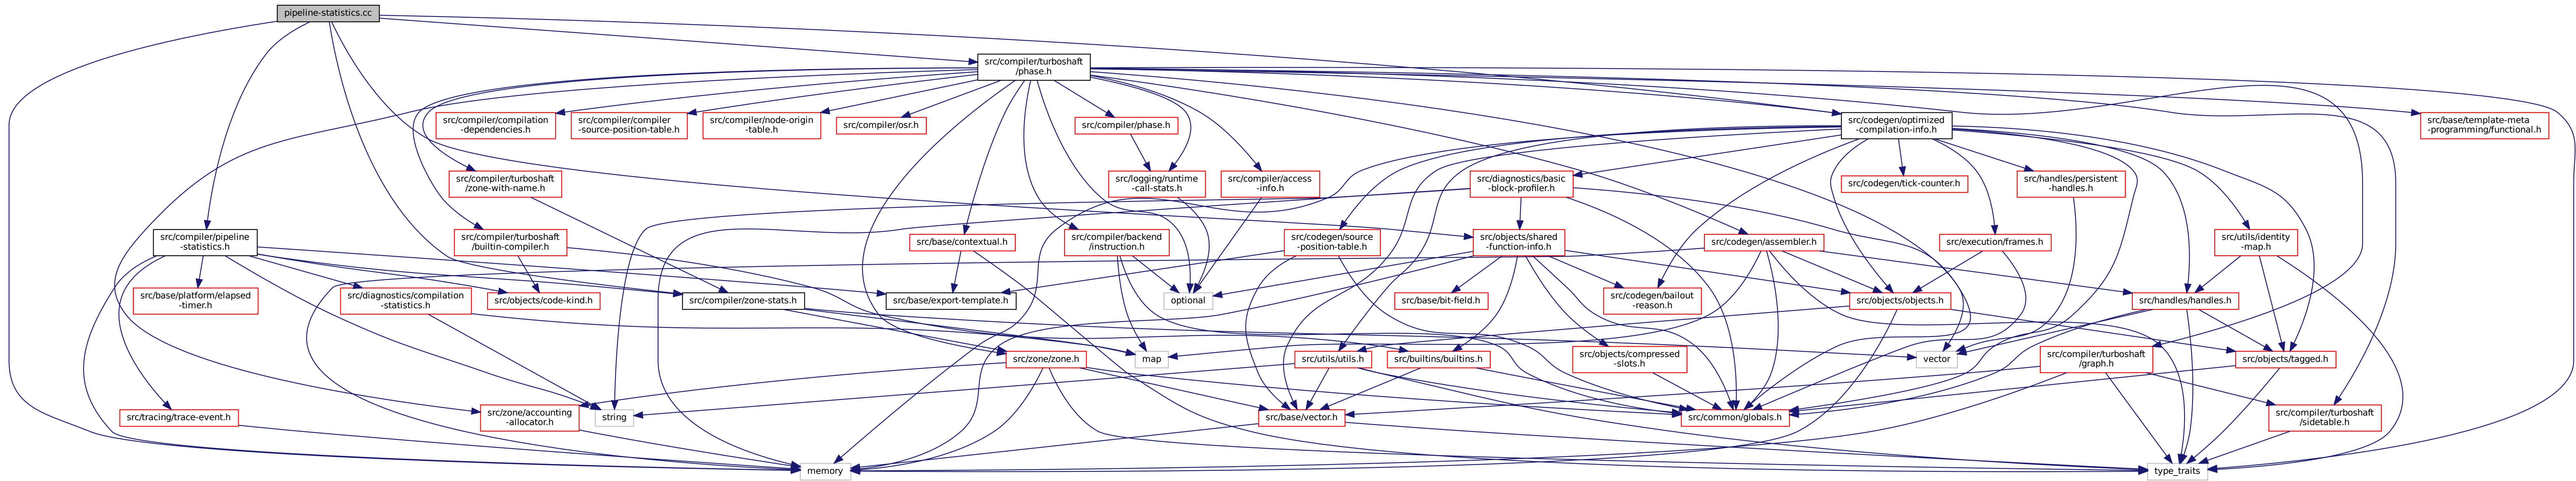 pipeline-statistics.cc
src/compiler/turboshaft
/phase.h
src/compiler/compilation
-dependencies.h
src/compiler/compiler
-source-position-table.h
src/compiler/node-origin
-table.h
src/compiler/osr.h
src/compiler/phase.h
src/codegen/optimized
-compilation-info.h
src/base/template-meta
-programming/functional.h
src/compiler/turboshaft
/zone-with-name.h
src/logging/runtime
-call-stats.h
src/compiler/access
-info.h
src/diagnostics/basic
-block-profiler.h
src/codegen/tick-counter.h
src/handles/persistent
-handles.h
src/compiler/pipeline
-statistics.h
src/compiler/turboshaft
/builtin-compiler.h
src/base/contextual.h
src/compiler/backend
/instruction.h
src/codegen/source
-position-table.h
src/objects/shared
-function-info.h
src/codegen/assembler.h
src/execution/frames.h
src/utils/identity
-map.h
src/base/platform/elapsed
-timer.h
src/diagnostics/compilation
-statistics.h
src/objects/code-kind.h
src/compiler/zone-stats.h
src/base/export-template.h
optional
src/base/bit-field.h
src/codegen/bailout
-reason.h
src/objects/objects.h
src/handles/handles.h
src/zone/zone.h
map
src/utils/utils.h
src/builtins/builtins.h
src/objects/compressed
-slots.h
vector
src/compiler/turboshaft
/graph.h
src/objects/tagged.h
src/tracing/trace-event.h
src/zone/accounting
-allocator.h
string
src/base/vector.h
src/common/globals.h
src/compiler/turboshaft
/sidetable.h
memory
type_traits